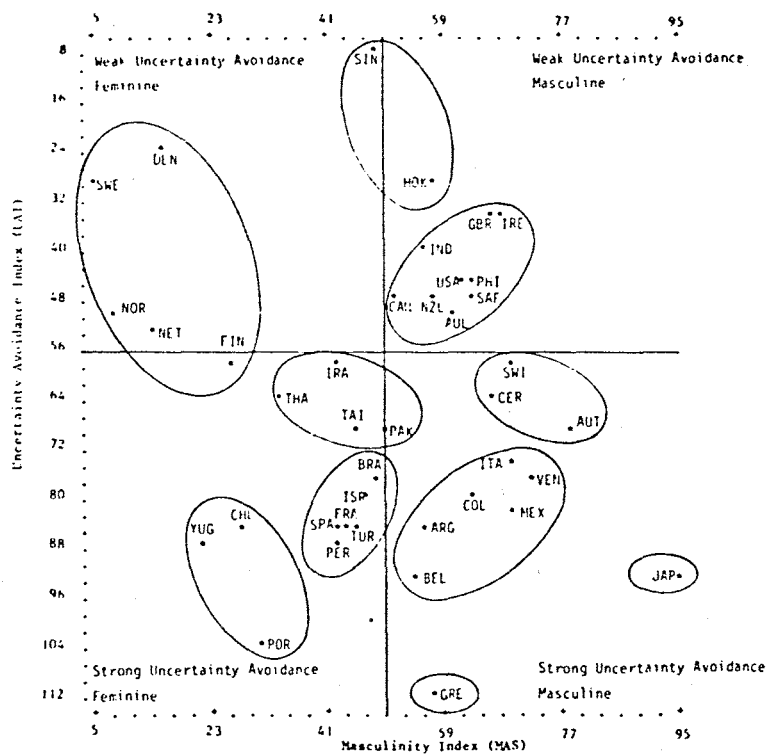 5 23 41 59 77 95
8
Weak Uncertainty Avoidance
Feminine
SIN
Weak Uncertainty Avoidance
Masculine
16
24
DEN
SWE
HOK
32
GBR IRE
40
IND
USA PHI
48
CAN NZL SAF
AUL
NOR
NET
FIN
56
IRA
SWI
64
THA
CER
TAI
PAK
AUT
72
BRA
ITA
VEN
80
ISR
COL
MEX
FRA
SPA
TUR
ARG
CHL
YUG
88
PER
BEL
JAP
96
104
POR
Strong Uncertainty Avoidance
Feminine
Strong Uncertainty Avoidance
Masculine
112
GRE
5 23 41 59 77 95
Masculinity Index (MAS)
Uncertainty Avoidance Index (UAI)